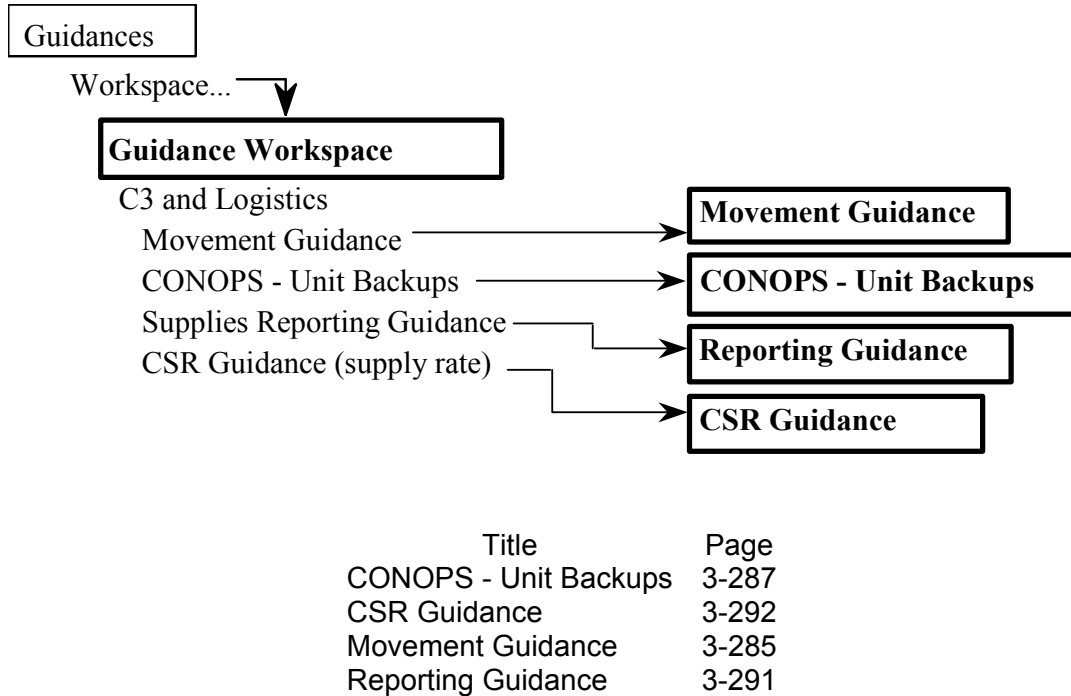 Guidances
Workspace...
Guidance Workspace
C3 and Logistics
Movement Guidance
CONOPS - Unit Backups
Supplies Reporting Guidance
CSR Guidance (supply rate)
Movement Guidance
CONOPS - Unit Backups
Reporting Guidance
CSR Guidance
Title Page
CONOPS - Unit Backups 3-287
CSR Guidance 3-292
Movement Guidance 3-285
Reporting Guidance 3-291